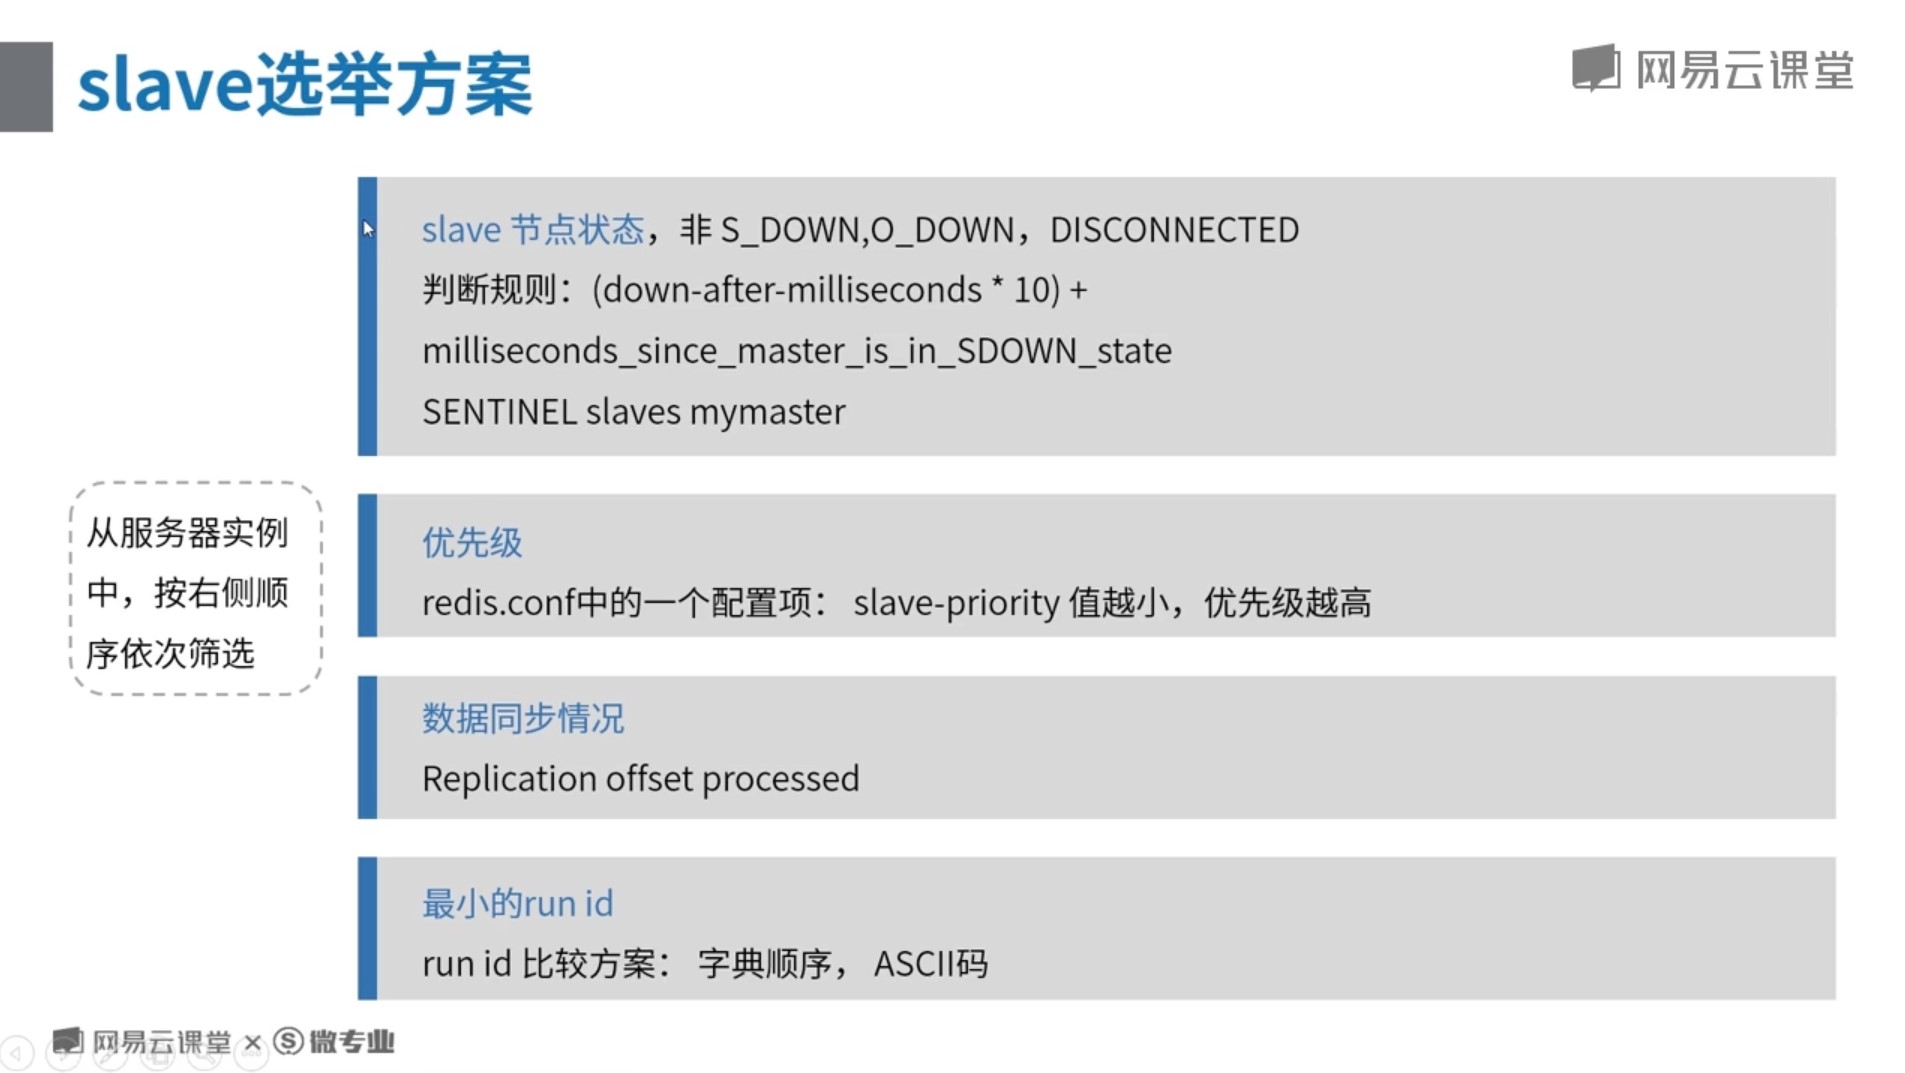 slave选举方案
网易云课堂
slave 节点状态，非 S_DOWN,O_DOWN，DISCONNECTED
判断规则：(down-after-milliseconds * 10) +
milliseconds_since_master_is_in_SDOWN_state
SENTINEL slaves mymaster
从服务器实例
中，按右侧顺
序依次筛选
优先级
redis.conf中的一个配置项： slave-priority 值越小，优先级越高
数据同步情况
Replication offset processed
最小的run id
run id 比较方案： 字典顺序， ASCII码
网易云课堂 × 微专业